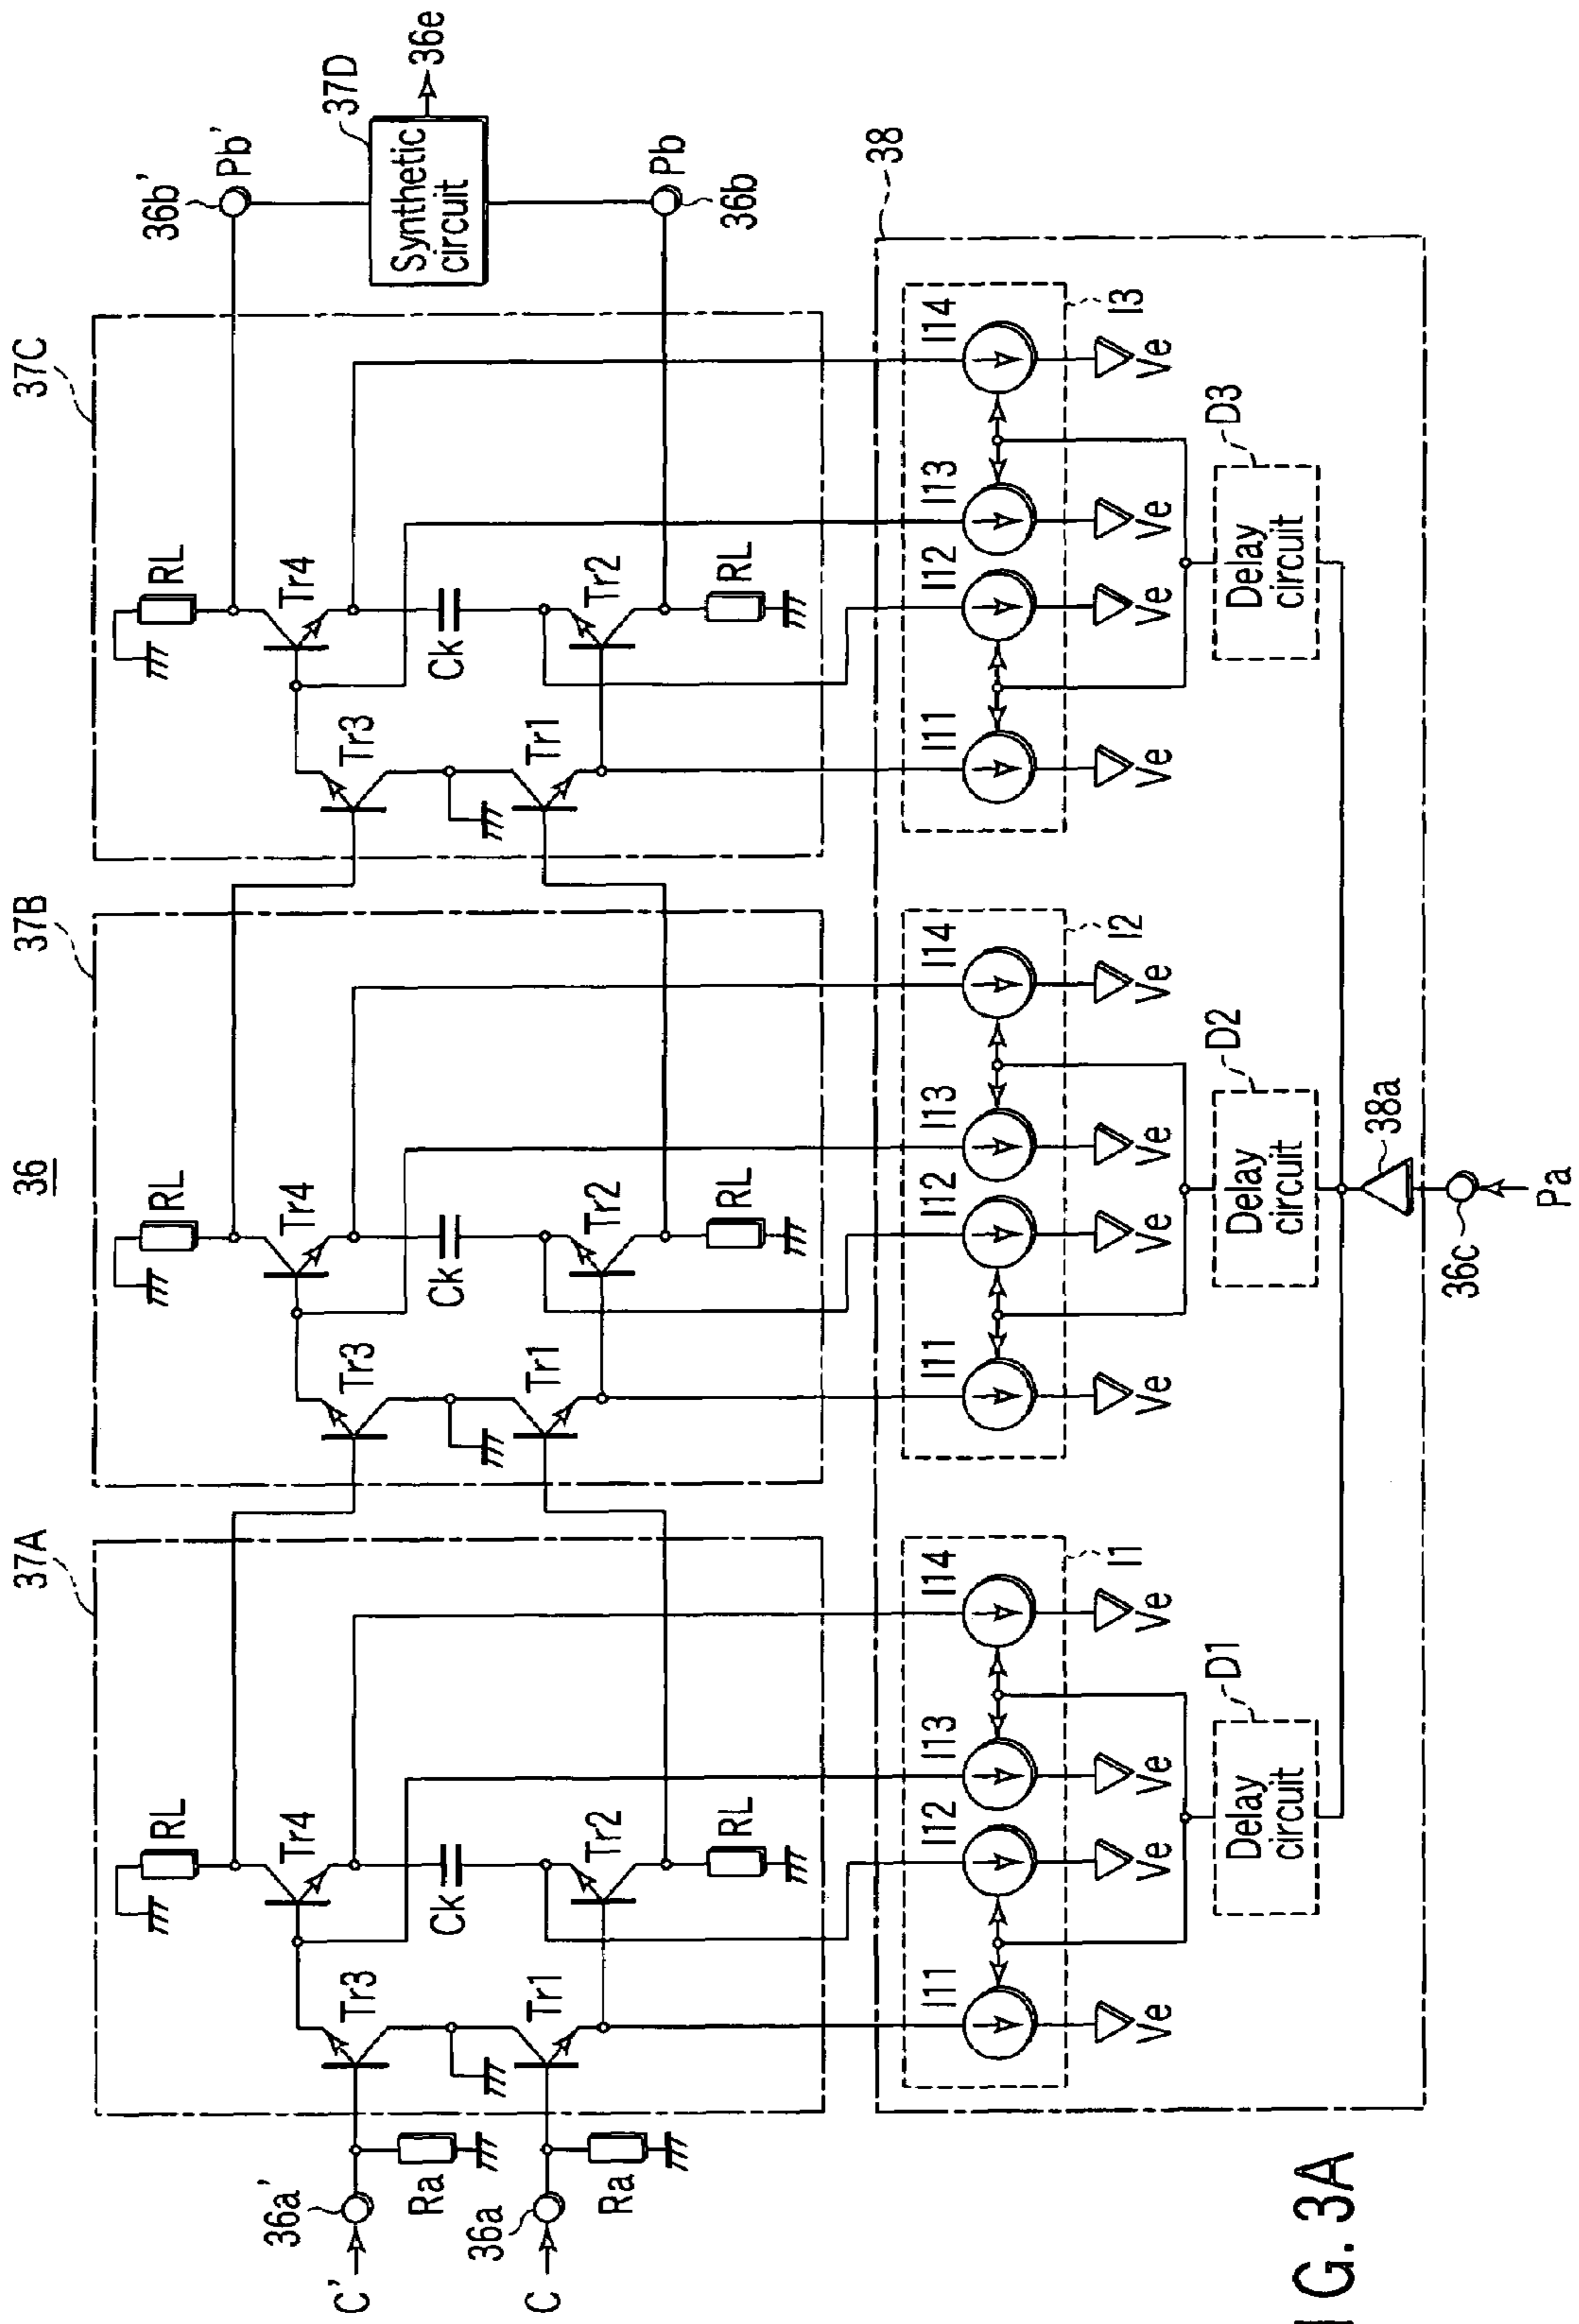 36
37A
37B
37C
RL
RL
RL
36b'
Pb'
C'
36a'
Ra
Tr3
Tr4
Tr3
Tr4
Tr3
Tr4
37D
Synthetic
circuit
36e
Ck
Ck
Ck
C
36a
Ra
Tr1
Tr2
Tr1
Tr2
Tr1
Tr2
Pb
36b
RL
RL
RL
38
I11
I12
I13
I14
I11
I12
I13
I14
I11
I12
I13
I14
I1
I2
I3
Ve
Ve
Ve
Ve
Ve
Ve
Ve
Ve
Ve
Ve
Ve
Ve
D1
D2
D3
Delay
circuit
Delay
circuit
Delay
circuit
38a
36c
Pa
G. 3A